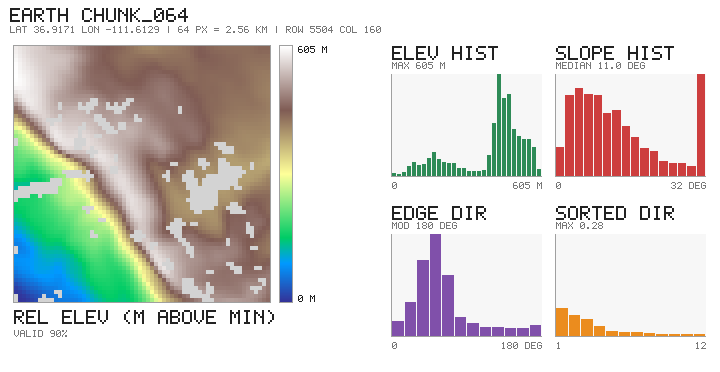 EARTH CHUNK_064
LAT 36.9171 LON -111.6129 | 64 PX = 2.56 KM | ROW 5504 COL 160
605 M
0 M
REL ELEV (M ABOVE MIN)
VALID 90%
ELEV HIST
MAX 605 M
0 605 M
SLOPE HIST
MEDIAN 11.0 DEG
0 32 DEG
EDGE DIR
MOD 180 DEG
0 180 DEG
SORTED DIR
MAX 0.28
1 12